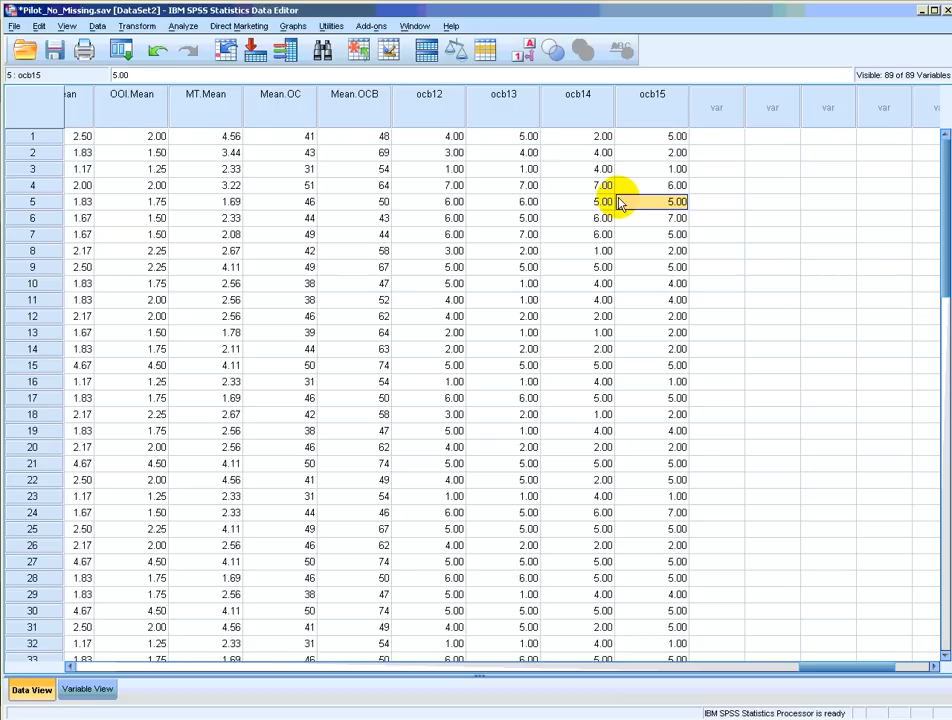 *Pilot_No_Missing.sav [DataSet2] - IBM SPSS Statistics Data Editor
File Edit View Data Transform Analyze Direct Marketing Graphs Utilities Add-ons Window Help
5 : ocb15 5.00 Visible: 89 of 89 Variables
ean OOI.Mean MT.Mean Mean.OC Mean.OCB ocb12 ocb13 ocb14 ocb15 var var var var
1 2.50 2.00 4.56 41 48 4.00 5.00 2.00 5.00
2 1.83 1.50 3.44 43 69 3.00 4.00 4.00 2.00
3 1.17 1.25 2.33 31 54 1.00 1.00 4.00 1.00
4 2.00 2.00 3.22 51 64 7.00 7.00 7.00 6.00
5 1.83 1.75 1.69 46 50 6.00 6.00 5.00 5.00
6 1.67 1.50 2.33 44 43 6.00 5.00 6.00 7.00
7 1.67 1.50 2.08 49 44 6.00 7.00 6.00 5.00
8 2.17 2.25 2.67 42 58 3.00 2.00 1.00 2.00
9 2.50 2.25 4.11 49 67 5.00 5.00 5.00 5.00
10 1.83 1.75 2.56 38 47 5.00 1.00 4.00 4.00
11 1.83 2.00 2.56 38 52 4.00 1.00 4.00 4.00
12 2.17 2.00 2.56 46 62 4.00 2.00 2.00 2.00
13 1.67 1.50 1.78 39 64 2.00 1.00 1.00 2.00
14 1.83 1.75 2.11 44 63 2.00 2.00 2.00 2.00
15 4.67 4.50 4.11 50 74 5.00 5.00 5.00 5.00
16 1.17 1.25 2.33 31 54 1.00 1.00 4.00 1.00
17 1.83 1.75 1.69 46 50 6.00 6.00 5.00 5.00
18 2.17 2.25 2.67 42 58 3.00 2.00 1.00 2.00
19 1.83 1.75 2.56 38 47 5.00 1.00 4.00 4.00
20 2.17 2.00 2.56 46 62 4.00 2.00 2.00 2.00
21 4.67 4.50 4.11 50 74 5.00 5.00 5.00 5.00
22 2.50 2.00 4.56 41 49 4.00 5.00 2.00 5.00
23 1.17 1.25 2.33 31 54 1.00 1.00 4.00 1.00
24 1.67 1.50 2.33 44 46 6.00 5.00 6.00 7.00
25 2.50 2.25 4.11 49 67 5.00 5.00 5.00 5.00
26 2.17 2.00 2.56 46 62 4.00 2.00 2.00 2.00
27 4.67 4.50 4.11 50 74 5.00 5.00 5.00 5.00
28 1.83 1.75 1.69 46 50 6.00 6.00 5.00 5.00
29 1.83 1.75 2.56 38 47 5.00 1.00 4.00 4.00
30 4.67 4.50 4.11 50 74 5.00 5.00 5.00 5.00
31 2.50 2.00 4.56 41 49 4.00 5.00 2.00 5.00
32 1.17 1.25 2.33 31 54 1.00 1.00 4.00 1.00
33 1.83 1.75 1.69 46 50 6.00 6.00 5.00 5.00
Data View Variable View
IBM SPSS Statistics Processor is ready